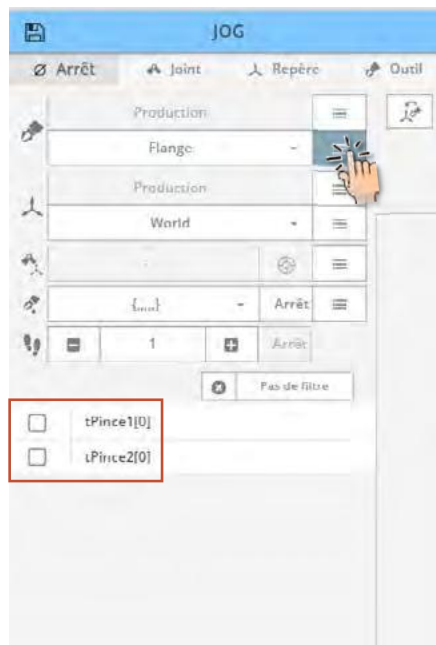 JOG
Arrêt Joint Repère Outil
Production
Flange
Production
World
{.....} Arrêt
1 Arrêt
Pas de filtre
tPince1[0]
tPince2[0]